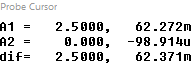 Probe Cursor
A1 = 2.5000, 62.272m
A2 = 0.000, -98.914u
dif= 2.5000, 62.371m